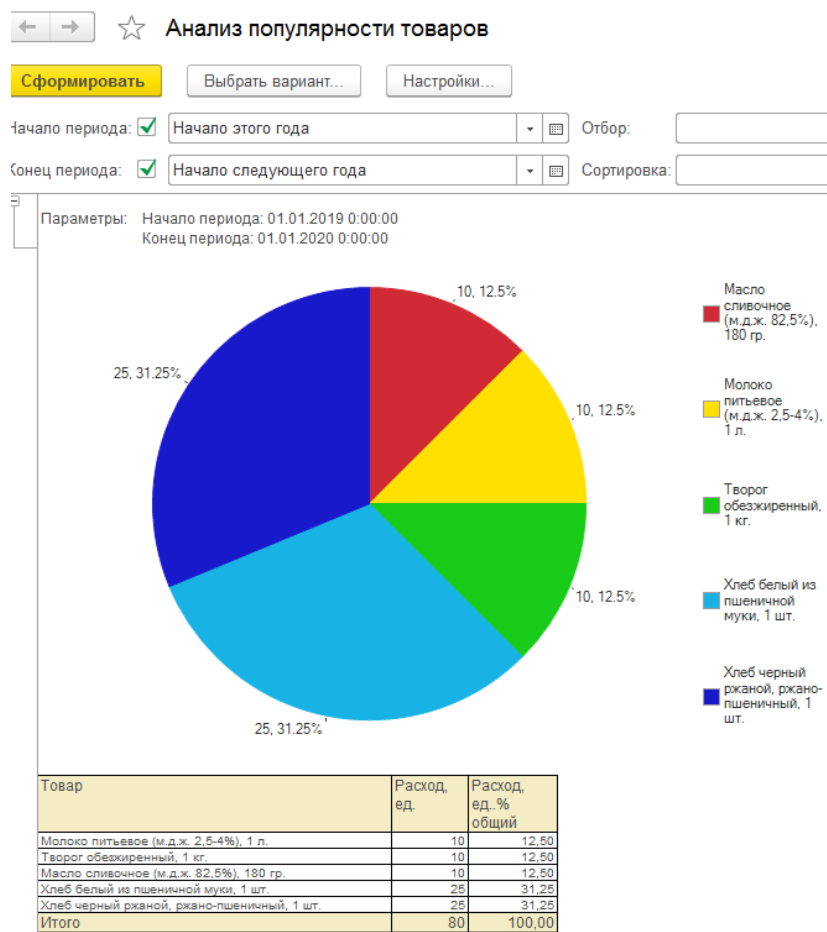 Анализ популярности товаров
Сформировать Выбрать вариант... Настройки...
Начало периода: Начало этого года Отбор:
Конец периода: Начало следующего года Сортировка:
Параметры: Начало периода: 01.01.2019 0:00:00
Конец периода: 01.01.2020 0:00:00
10, 12.5%
25, 31.25%
10, 12.5%
10, 12.5%
25, 31.25%
Масло
сливочное
(м.д.ж. 82,5%),
180 гр.
Молоко
питьевое
(м.д.ж. 2,5-4%),
1 л.
Творог
обезжиренный,
1 кг.
Хлеб белый из
пшеничной
муки, 1 шт.
Хлеб черный
ржаной, ржано-
пшеничный, 1
шт.
Товар Расход, Расход,
ед. ед..%
общий
Молоко питьевое (м.д.ж. 2,5-4%), 1 л. 10 12,50
Творог обезжиренный, 1 кг. 10 12,50
Масло сливочное (м.д.ж. 82,5%), 180 гр. 10 12,50
Хлеб белый из пшеничной муки, 1 шт. 25 31,25
Хлеб черный ржаной, ржано-пшеничный, 1 шт. 25 31,25
Итого 80 100,00